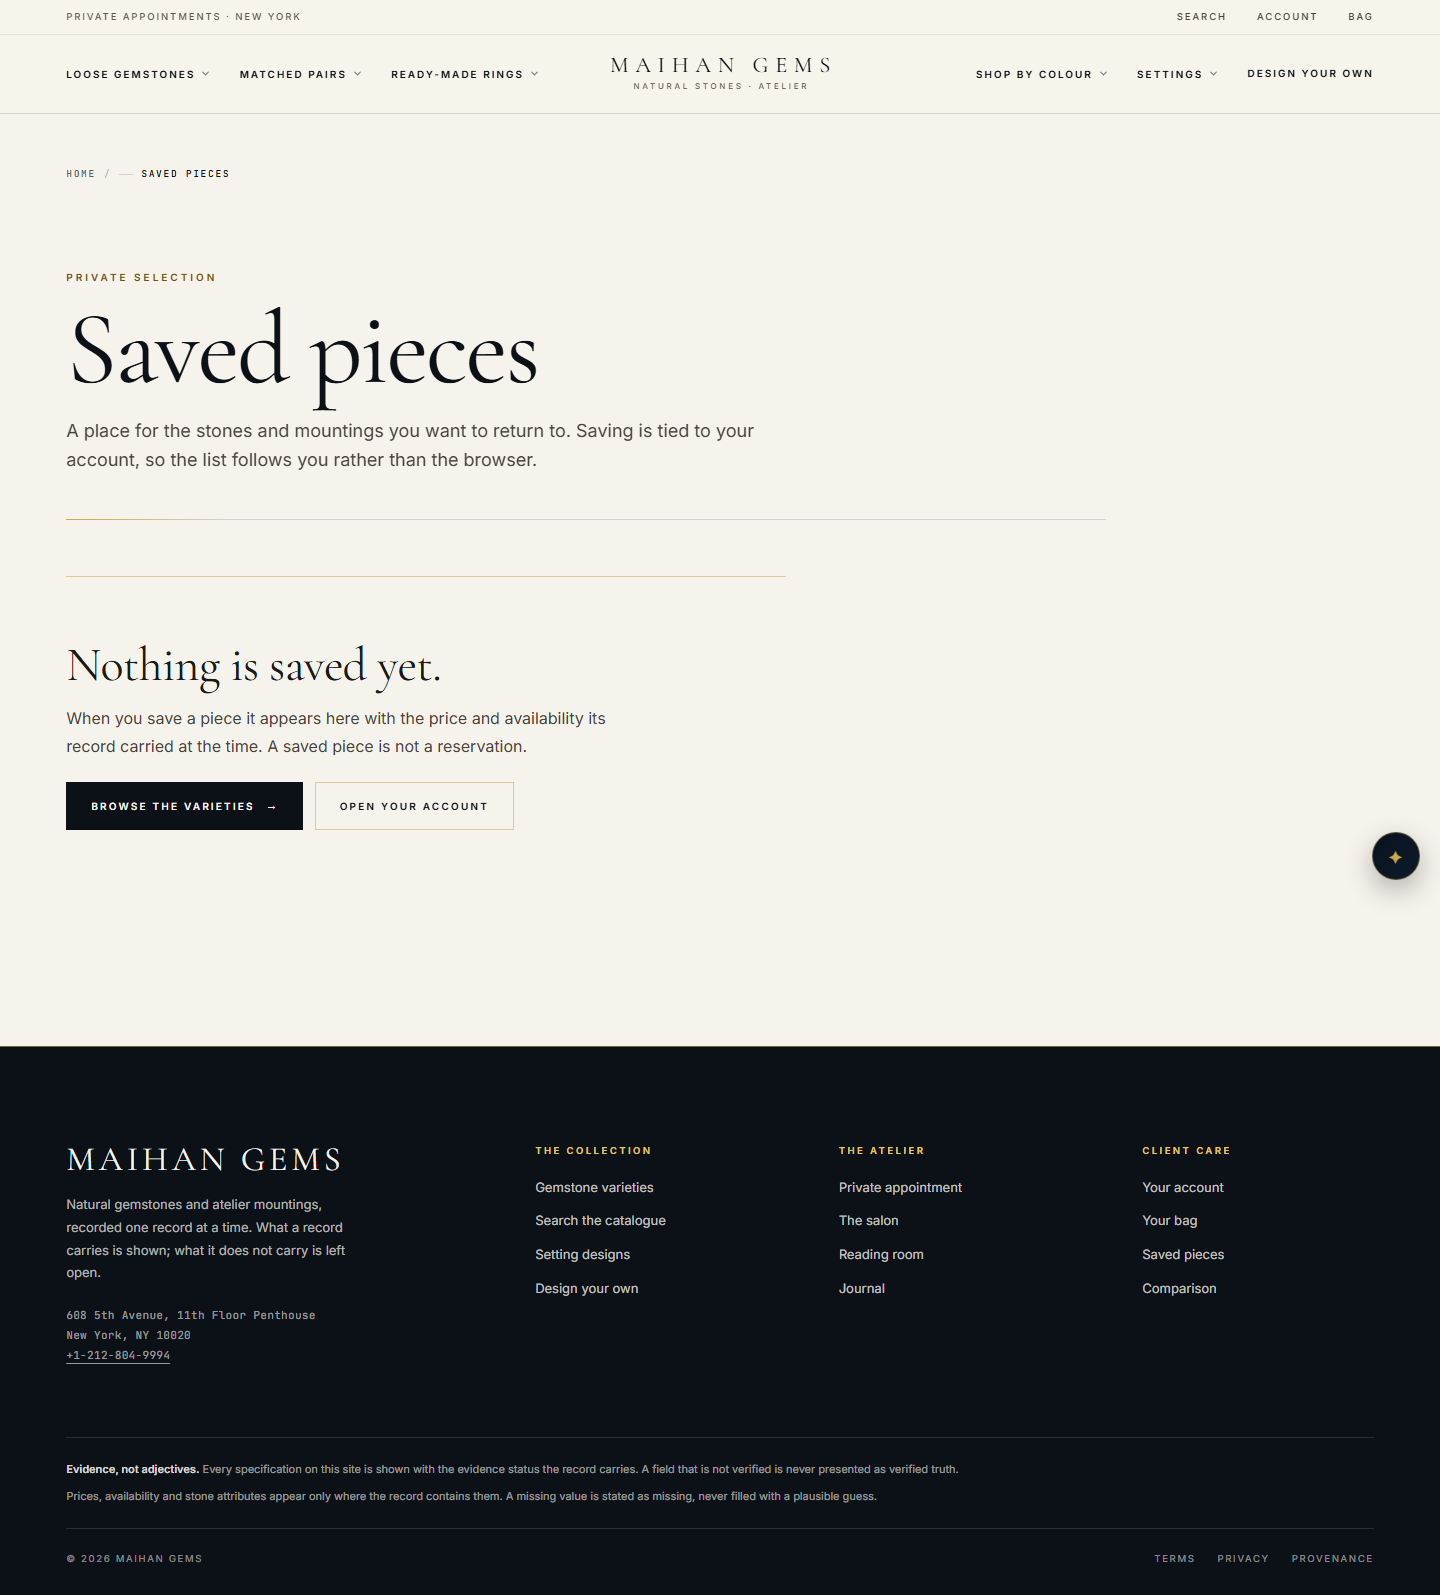 PRIVATE APPOINTMENTS · NEW YORK
SEARCH ACCOUNT BAG
LOOSE GEMSTONES MATCHED PAIRS READY-MADE RINGS
MAIHAN GEMS
NATURAL STONES · ATELIER
SHOP BY COLOUR SETTINGS DESIGN YOUR OWN
HOME / — SAVED PIECES
PRIVATE SELECTION
Saved pieces
A place for the stones and mountings you want to return to. Saving is tied to your
account, so the list follows you rather than the browser.
Nothing is saved yet.
When you save a piece it appears here with the price and availability its
record carried at the time. A saved piece is not a reservation.
BROWSE THE VARIETIES →
OPEN YOUR ACCOUNT
MAIHAN GEMS
Natural gemstones and atelier mountings,
recorded one record at a time. What a record
carries is shown; what it does not carry is left
open.
608 5th Avenue, 11th Floor Penthouse
New York, NY 10020
+1-212-804-9994
THE COLLECTION
Gemstone varieties
Search the catalogue
Setting designs
Design your own
THE ATELIER
Private appointment
The salon
Reading room
Journal
CLIENT CARE
Your account
Your bag
Saved pieces
Comparison
Evidence, not adjectives. Every specification on this site is shown with the evidence status the record carries. A field that is not verified is never presented as verified truth.
Prices, availability and stone attributes appear only where the record contains them. A missing value is stated as missing, never filled with a plausible guess.
© 2026 MAIHAN GEMS
TERMS PRIVACY PROVENANCE